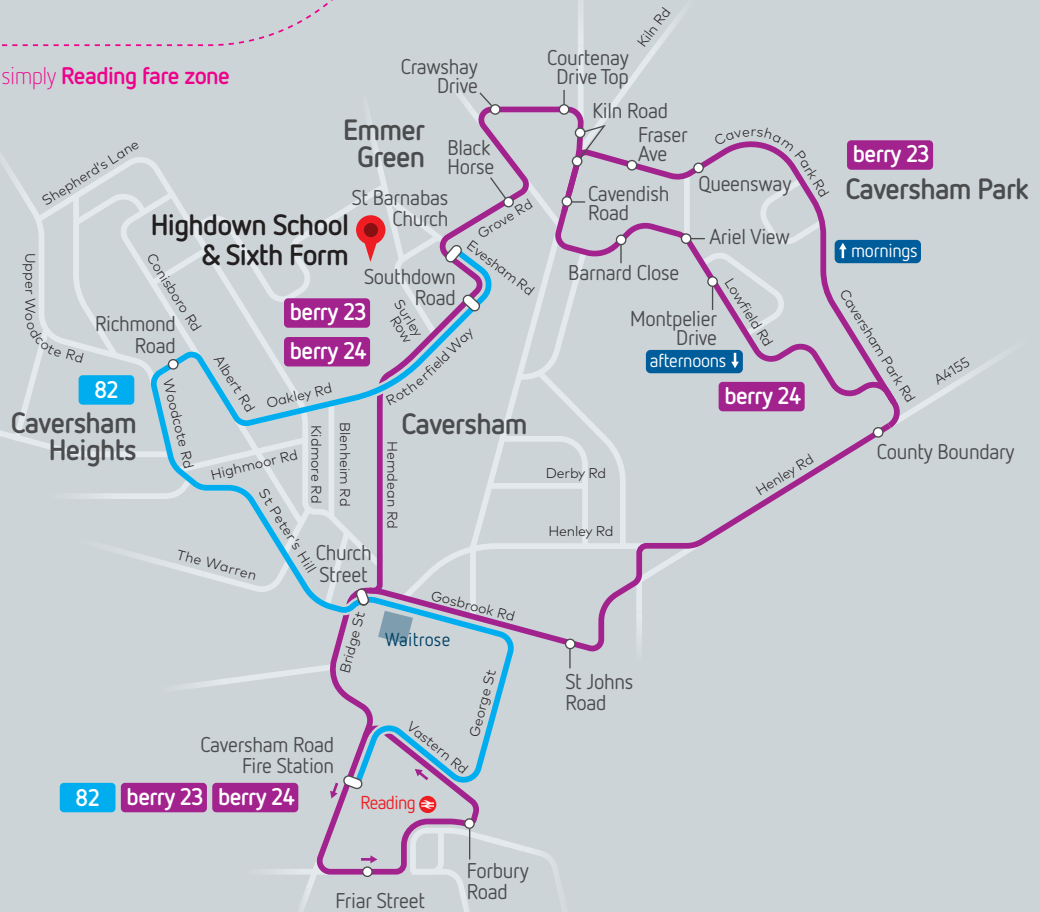 simply Reading fare zone
Kiln Rd
Courtenay
Drive Top
Crawshay
Drive
Kiln Road
Emmer
Green
Fraser
Ave
Caversham Park Rd
berry 23
Caversham Park
Black
Horse
Shepherd's Lane
Queensway
St Barnabas
Church
Cavendish
Road
Grove Rd
Highdown School
& Sixth Form
Ariel View
↑ mornings
Evesham Rd
Barnard Close
Southdown
Road
Upper Woodcote Rd
Conisboro Rd
Surley
Row
berry 23
Lowfield Rd
Caversham Park Rd
Richmond
Road
Montpelier
Drive
berry 24
Rotherfield Way
afternoons ↓
Albert Rd
82
Oakley Rd
A4155
berry 24
Woodcote Rd
Caversham
Heights
Caversham
County Boundary
Kidmore Rd
Blenheim Rd
Hemdean Rd
Highmoor Rd
Derby Rd
Henley Rd
St Peter's Hill
Henley Rd
The Warren
Church
Street
Gosbrook Rd
Bridge St
Waitrose
George St
St Johns
Road
Vastern Rd
Caversham Road
Fire Station
82 berry 23 berry 24
Reading
Forbury
Road
Friar Street